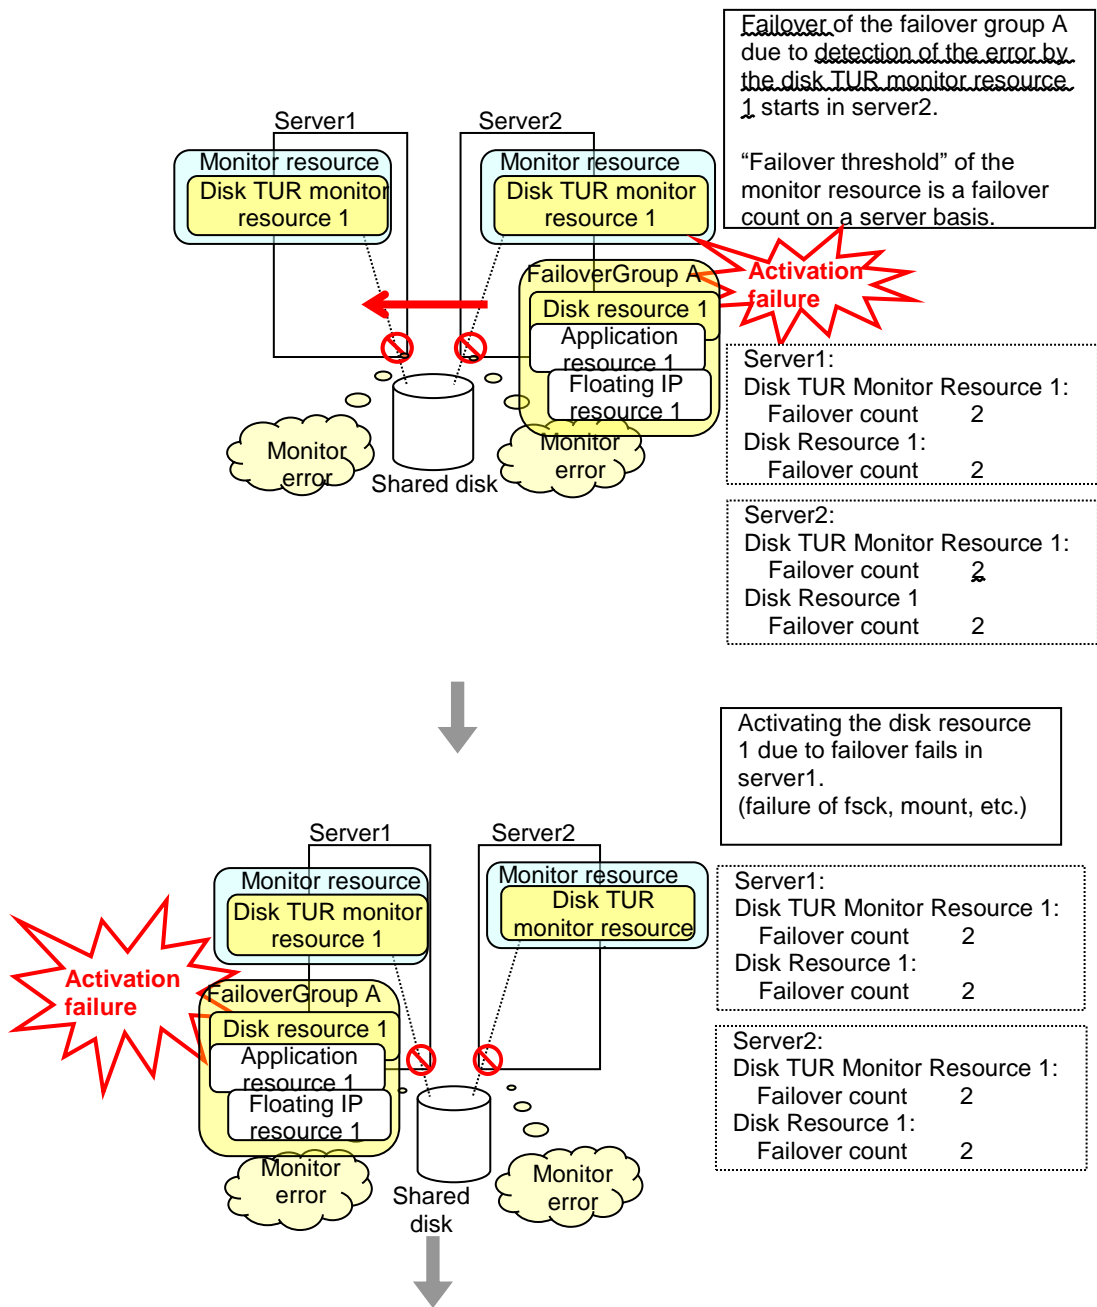 Failover of the failover group A
due to detection of the error by
the disk TUR monitor resource
1 starts in server2.
“Failover threshold” of the
monitor resource is a failover
count on a server basis.
Server1
Server2
Monitor resource
Disk TUR monitor
resource 1
Monitor resource
Disk TUR monitor
resource 1
FailoverGroup A
Disk resource 1
Application
resource 1
Floating IP
resource 1
Activation
failure
Monitor
error
Shared disk
Monitor
error
Server1:
Disk TUR Monitor Resource 1:
Failover count 2
Disk Resource 1:
Failover count 2
Server2:
Disk TUR Monitor Resource 1:
Failover count 2
Disk Resource 1
Failover count 2
Activating the disk resource
1 due to failover fails in
server1.
(failure of fsck, mount, etc.)
Server1
Server2
Monitor resource
Disk TUR monitor
resource 1
Monitor resource
Disk TUR
monitor resource
Activation
failure
FailoverGroup A
Disk resource 1
Application
resource 1
Floating IP
resource 1
Monitor
error
Shared
disk
Monitor
error
Server1:
Disk TUR Monitor Resource 1:
Failover count 2
Disk Resource 1:
Failover count 2
Server2:
Disk TUR Monitor Resource 1:
Failover count 2
Disk Resource 1:
Failover count 2